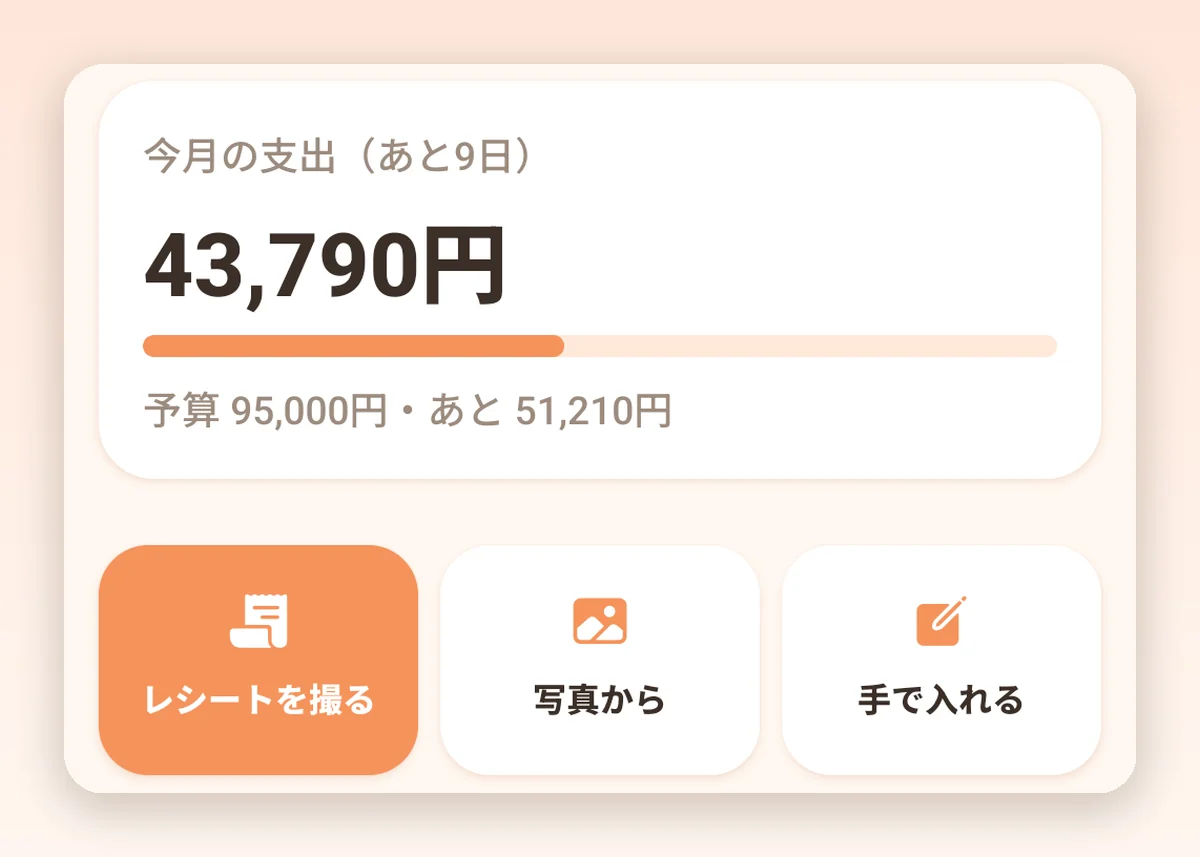 今月の支出（あと9日）
43,790円
予算 95,000円・あと 51,210円
レシートを撮る
写真から
手で入れる